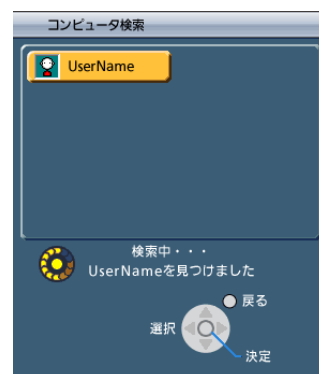 コンピュータ検索
UserName
検索中・・・
UserNameを見つけました
戻る
選択
決定